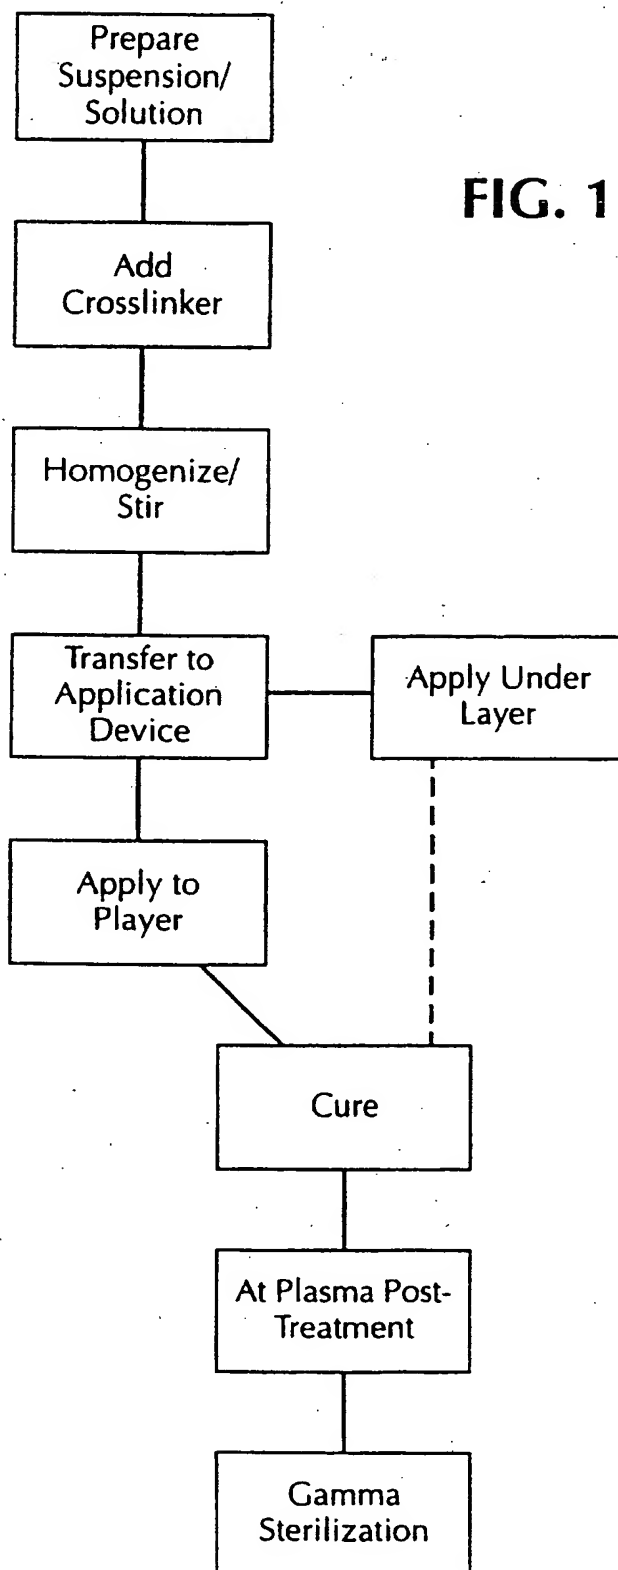 Prepare
Suspension/
Solution
FIG. 1
Add
Crosslinker
Homogenize/
Stir
Transfer to
Application
Device
Apply Under
Layer
Apply to
Player
Cure
At Plasma Post-
Treatment
Gamma
Sterilization